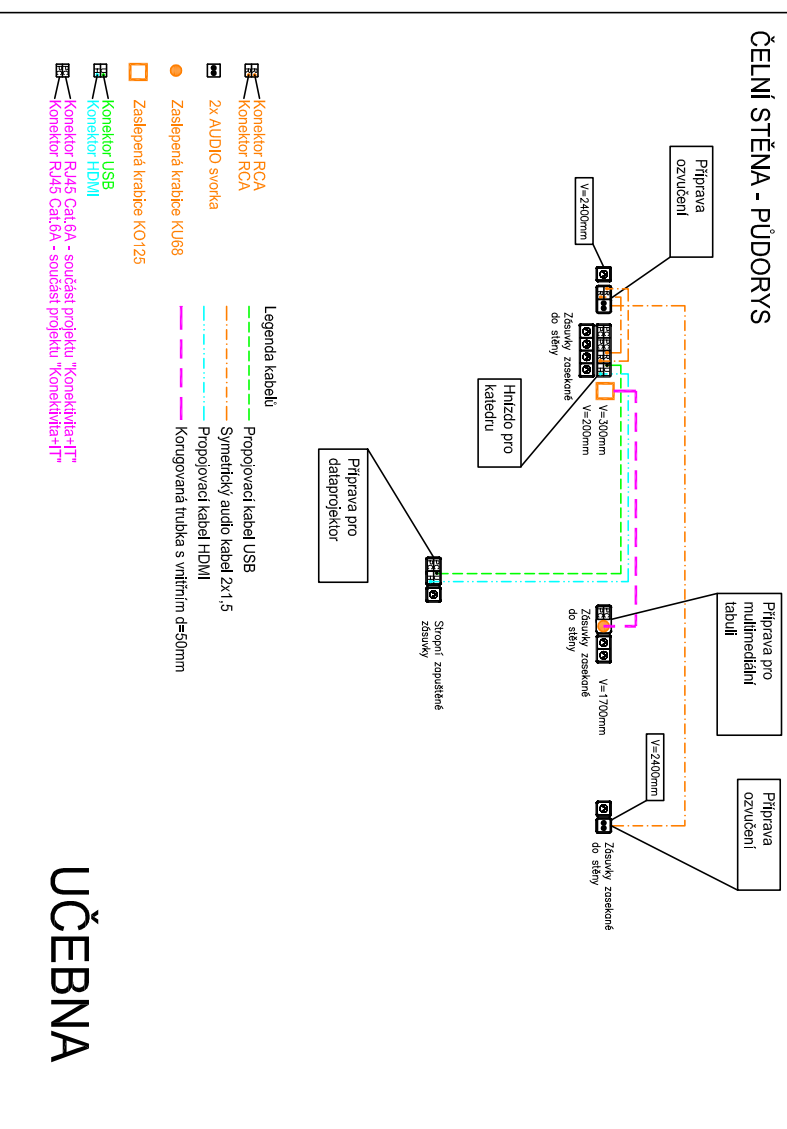 ČELNÍ STĚNA - PŮDORYS
Příprava
ozvučení
V=2400mm
Zásuvky zasekané
do stěny
Hnízdo pro
katedru
V=300mm
V=200mm
Příprava pro
dataprojektor
Stropní zapuštěné
zásuvky
Příprava pro
multimediální
tabuli
Zásuvky zasekané
do stěny
V=1700mm
Příprava
ozvučení
V=2400mm
Zásuvky zasekané
do stěny
Legenda kabelů
Propojovací kabel USB
Symetrický audio kabel 2x1,5
Propojovací kabel HDMI
Korugovaná trubka s vnitřním d=50mm
Konektor RCA
Konektor RCA
2x AUDIO svorka
Zaslepená krabice KU68
Zaslepená krabice KO125
Konektor USB
Konektor HDMI
Konektor RJ45 Cat.6A - součást projektu "Konektivita+IT"
Konektor RJ45 Cat.6A - součást projektu "Konektivita+IT"
UČEBNA